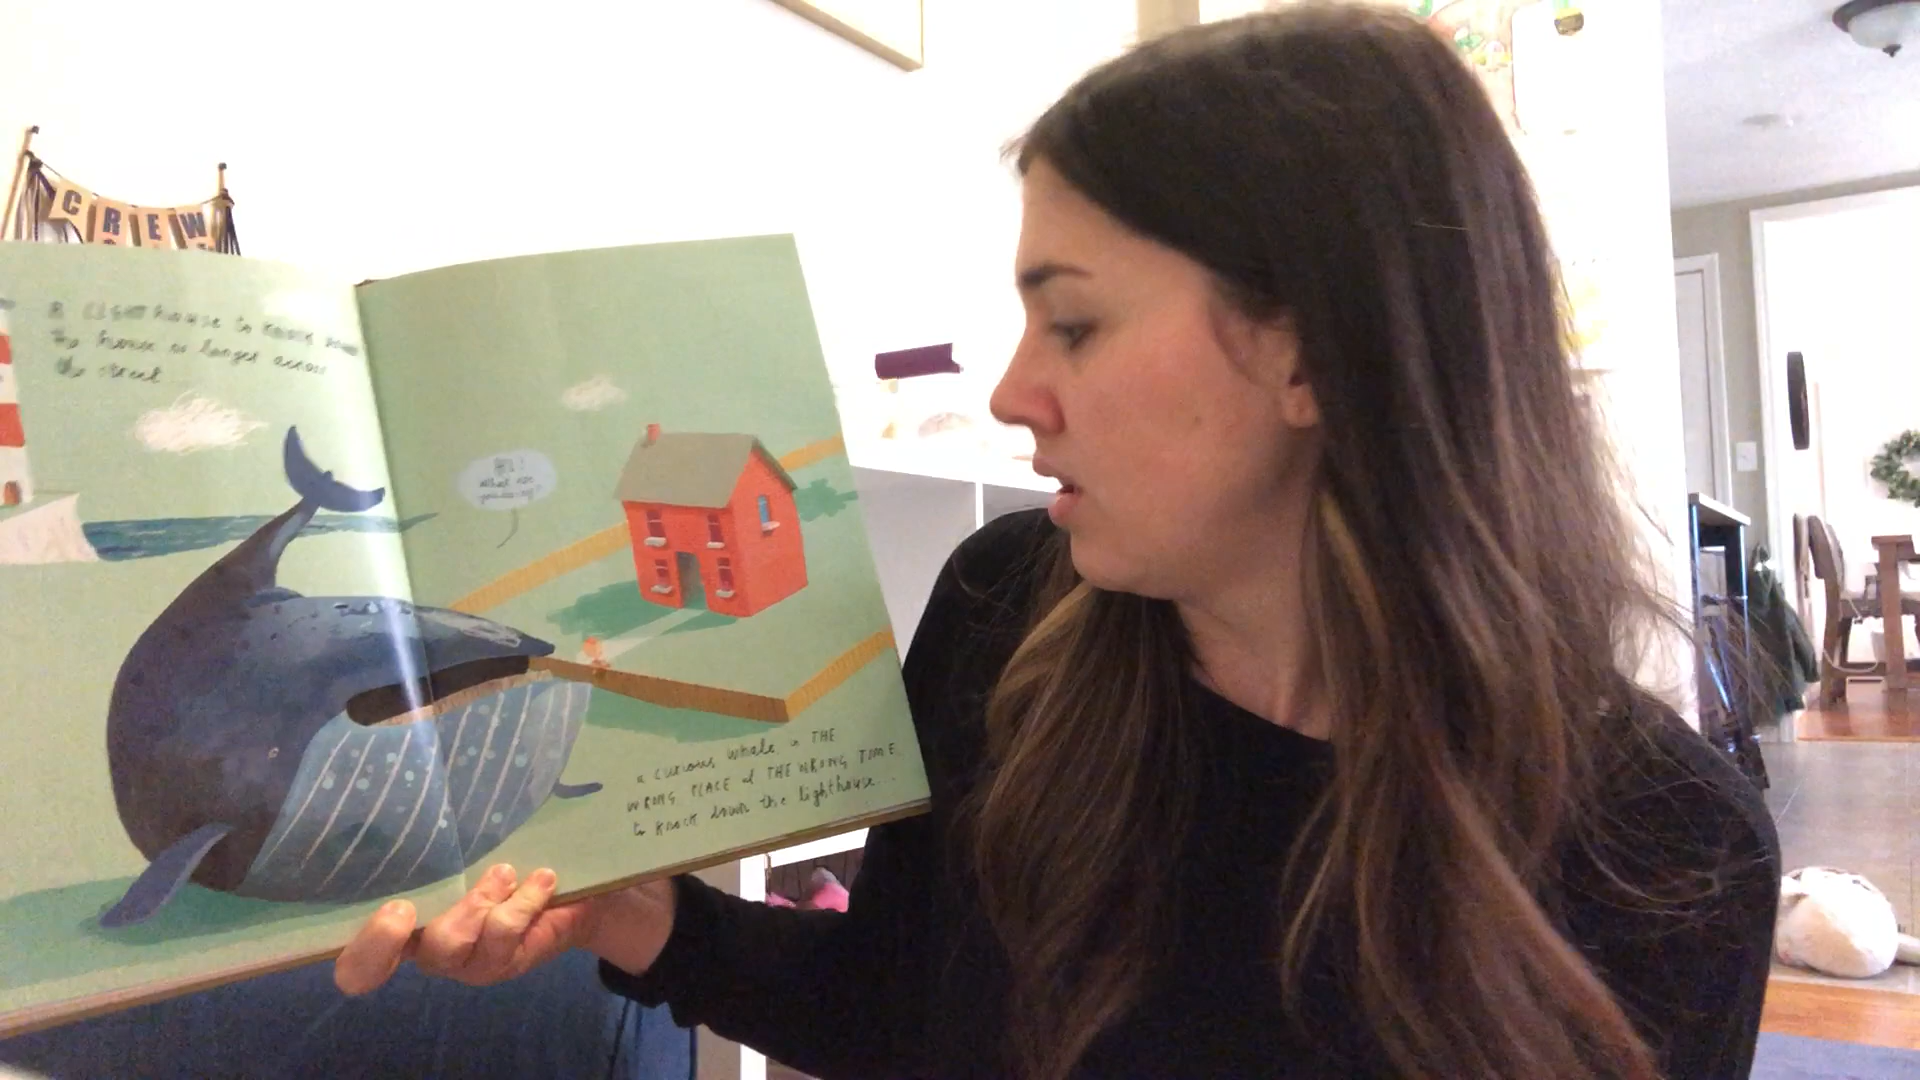 CREW
A LIGHTHOUSE to KNOCK DOWN
the house no longer across
the street...
what are
you doing?
a curious whale, in THE
WRONG PLACE at THE WRONG TIME.
to KNOCK down the lighthouse...